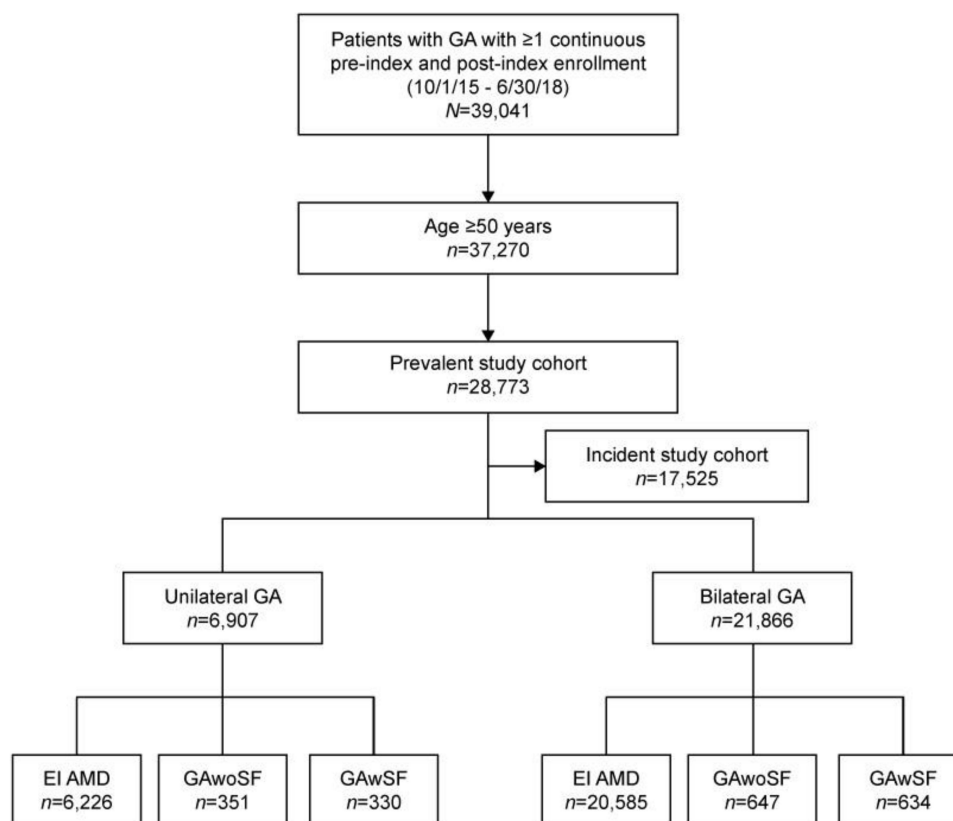 Patients with GA with ≥1 continuous
pre-index and post-index enrollment
(10/1/15 - 6/30/18)
N=39,041
Age ≥50 years
n=37,270
Prevalent study cohort
n=28,773
Incident study cohort
n=17,525
Unilateral GA
n=6,907
Bilateral GA
n=21,866
EI AMD
n=6,226
GAwoSF
n=351
GAwSF
n=330
EI AMD
n=20,585
GAwoSF
n=647
GAwSF
n=634